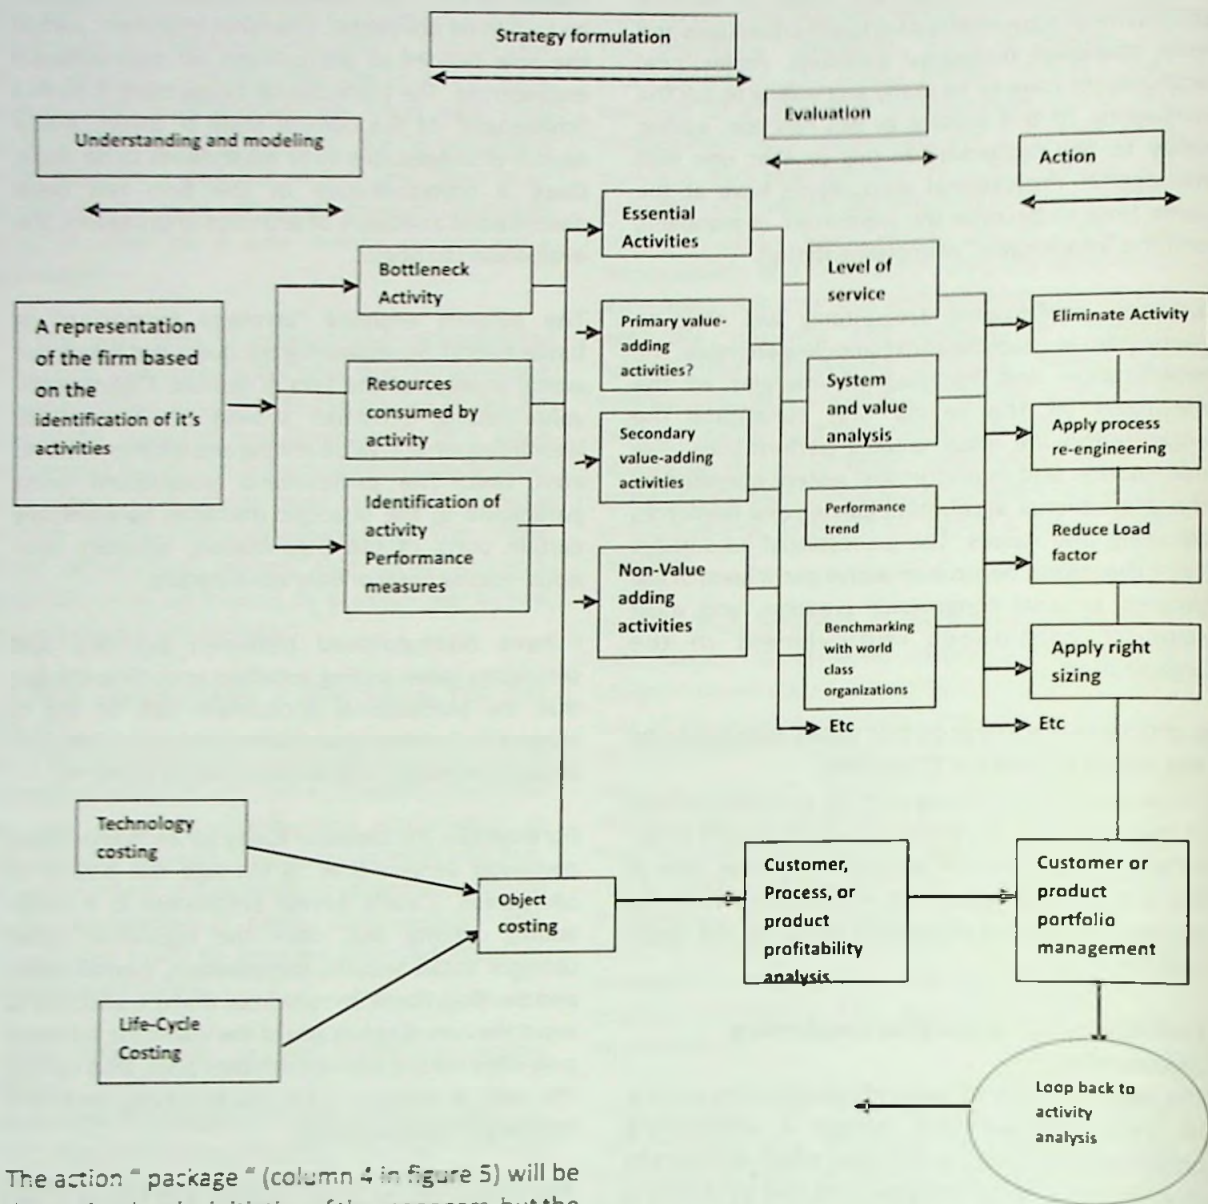 Strategy formulation
Evaluation
Understanding and modeling
Action
Essential
Activities
Bottleneck
Activity
Level of
service
A representation
of the firm based
on the
identification of it's
activities
Primary value-
adding
activities?
Eliminate Activity
Resources
consumed by
activity
System
and value
analysis
Secondary
value-adding
activities
Apply process
re-engineering
Identification of
activity
Performance
measures
Performance
trend
Reduce Load
factor
Non-Value
adding
activities
Benchmarking
with world
class
organizations
Apply right
sizing
Etc
Etc
Technology
costing
Object
costing
Customer,
Process, or
product
profitability
analysis
Customer or
product
portfolio
management
Life-Cycle
Costing
Loop back to
activity
analysis
The action " package " (column 4 in figure 5) will be